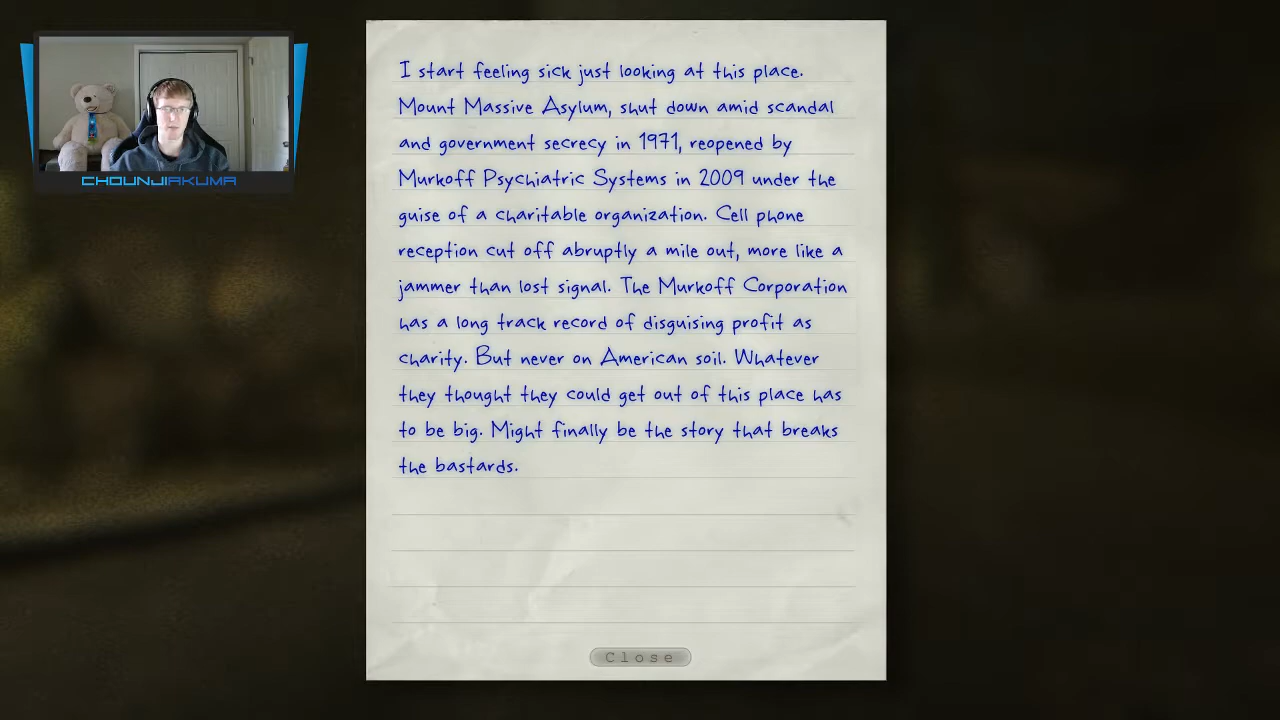 I start feeling sick just looking at this place.
Mount Massive Asylum, shut down amid scandal
and government secrecy in 1971, reopened by
Murkoff Psychiatric Systems in 2009 under the
guise of a charitable organization. Cell phone
reception cut off abruptly a mile out, more like a
jammer than lost signal. The Murkoff Corporation
has a long track record of disguising profit as
charity. But never on American soil. Whatever
they thought they could get out of this place has
to be big. Might finally be the story that breaks
the bastards.
Close
CHOUNJIAKUMA